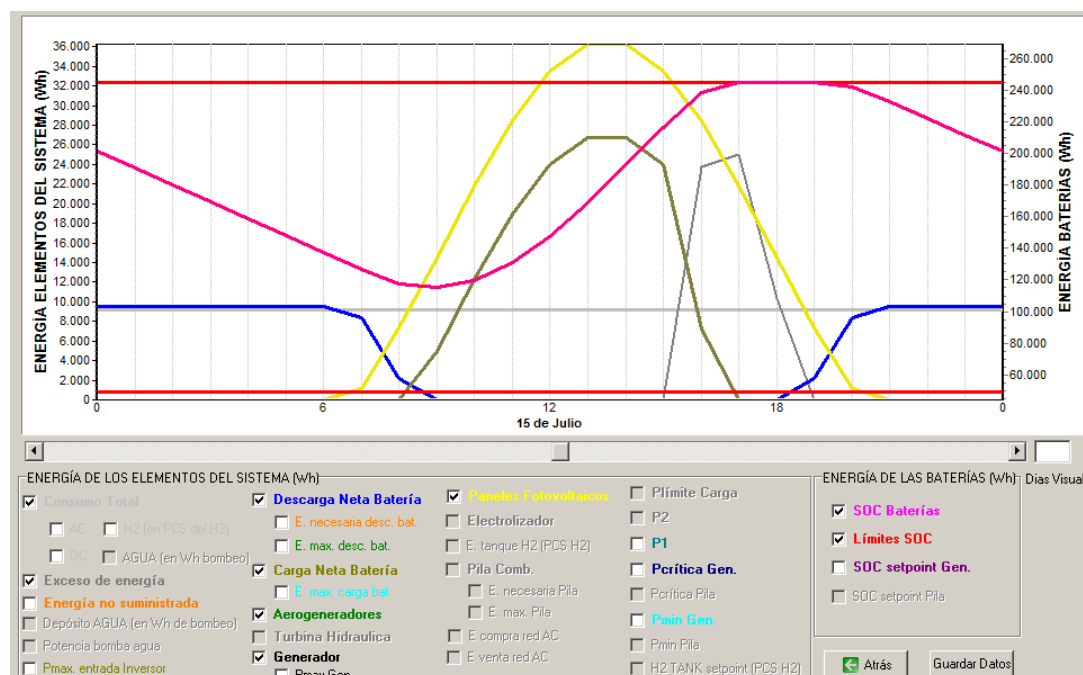 36.000
34.000
32.000
30.000
28.000
26.000
24.000
22.000
20.000
18.000
16.000
14.000
12.000
10.000
8.000
6.000
4.000
2.000
0
ENERGÍA ELEMENTOS DEL SISTEMA (Wh)
260.000
240.000
220.000
200.000
180.000
160.000
140.000
120.000
100.000
80.000
60.000
ENERGÍA BATERÍAS (Wh)
0 6 12 18 0
15 de Julio
ENERGÍA DE LOS ELEMENTOS DEL SISTEMA (Wh)
Consumo Total
AC H2 (en PCS del H2)
DC AGUA (en Wh bombeo)
Exceso de energía
Energía no suministrada
Depósito AGUA (en Wh de bombeo)
Potencia bomba agua
Pmax. entrada Inversor
Descarga Neta Batería
E. necesaria desc. bat.
E. max. desc. bat.
Carga Neta Batería
E. max. carga bat.
Aerogeneradores
Turbina Hidraulica
Generador
Pmax Gen.
Paneles Fotovoltaicos
Electrolizador
E. tanque H2 (PCS H2)
Pila Comb.
E. necesaria Pila
E. max. Pila
E compra red AC
E venta red AC
Plímite Carga
P2
P1
Pcrítica Gen.
Pcrítica Pila
Pmin Gen.
Pmin Pila
H2 TANK setpoint (PCS H2)
ENERGÍA DE LAS BATERÍAS (Wh)
SOC Baterías
Límites SOC
SOC setpoint Gen.
SOC setpoint Pila
Dias Visual
Atrás
Guardar Datos